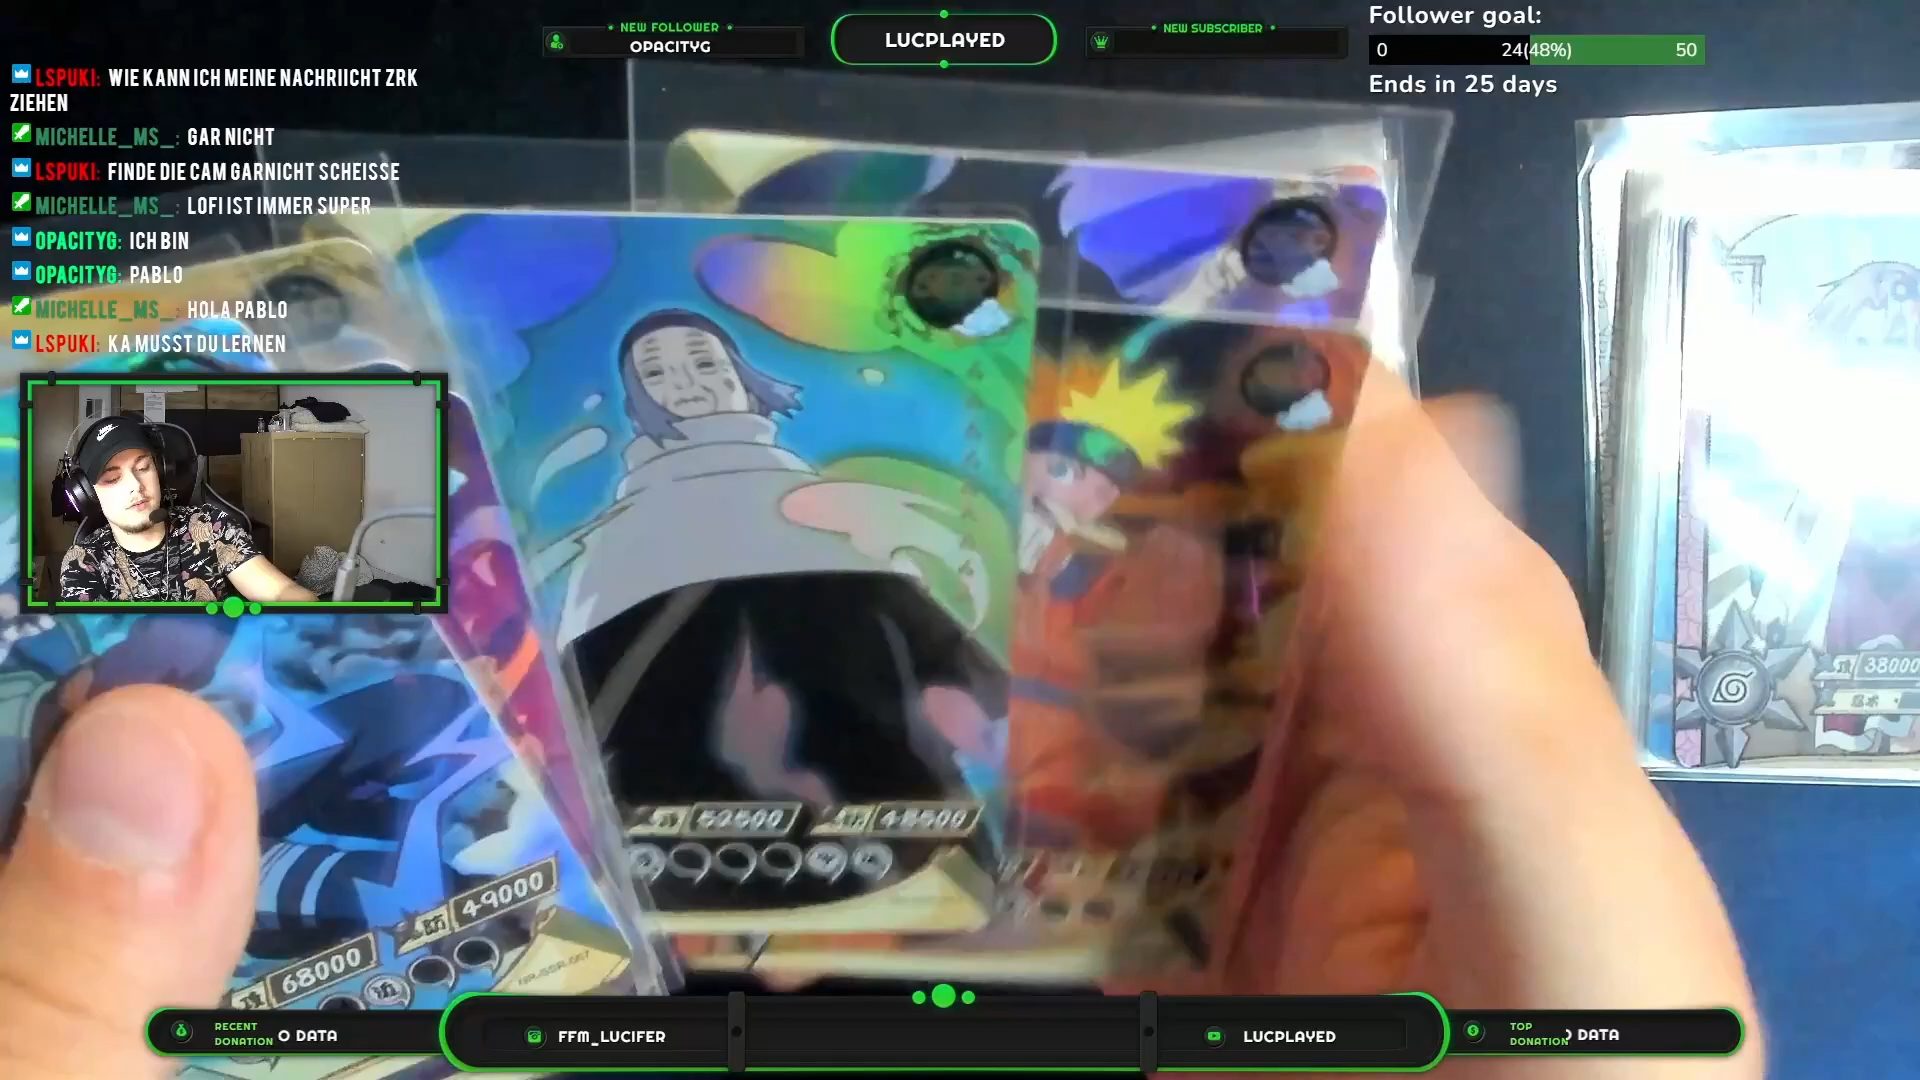 NEW FOLLOWER
OPACITYG
LUCPLAYED
NEW SUBSCRIBER
Follower goal:
0 24(48%) 50
Ends in 25 days
LSPUKI: WIE KANN ICH MEINE NACHRIICHT ZRK
ZIEHEN
MICHELLE_MS_: GAR NICHT
LSPUKI: FINDE DIE CAM GARNICHT SCHEISSE
MICHELLE_MS_: LOFI IST IMMER SUPER
OPACITYG: ICH BIN
OPACITYG: PABLO
MICHELLE_MS_: HOLA PABLO
LSPUKI: KA MUSST DU LERNEN
38000
52500 48500
49000
68000
RECENT
DONATION O DATA
FFM_LUCIFER
LUCPLAYED
TOP
DONATION DATA